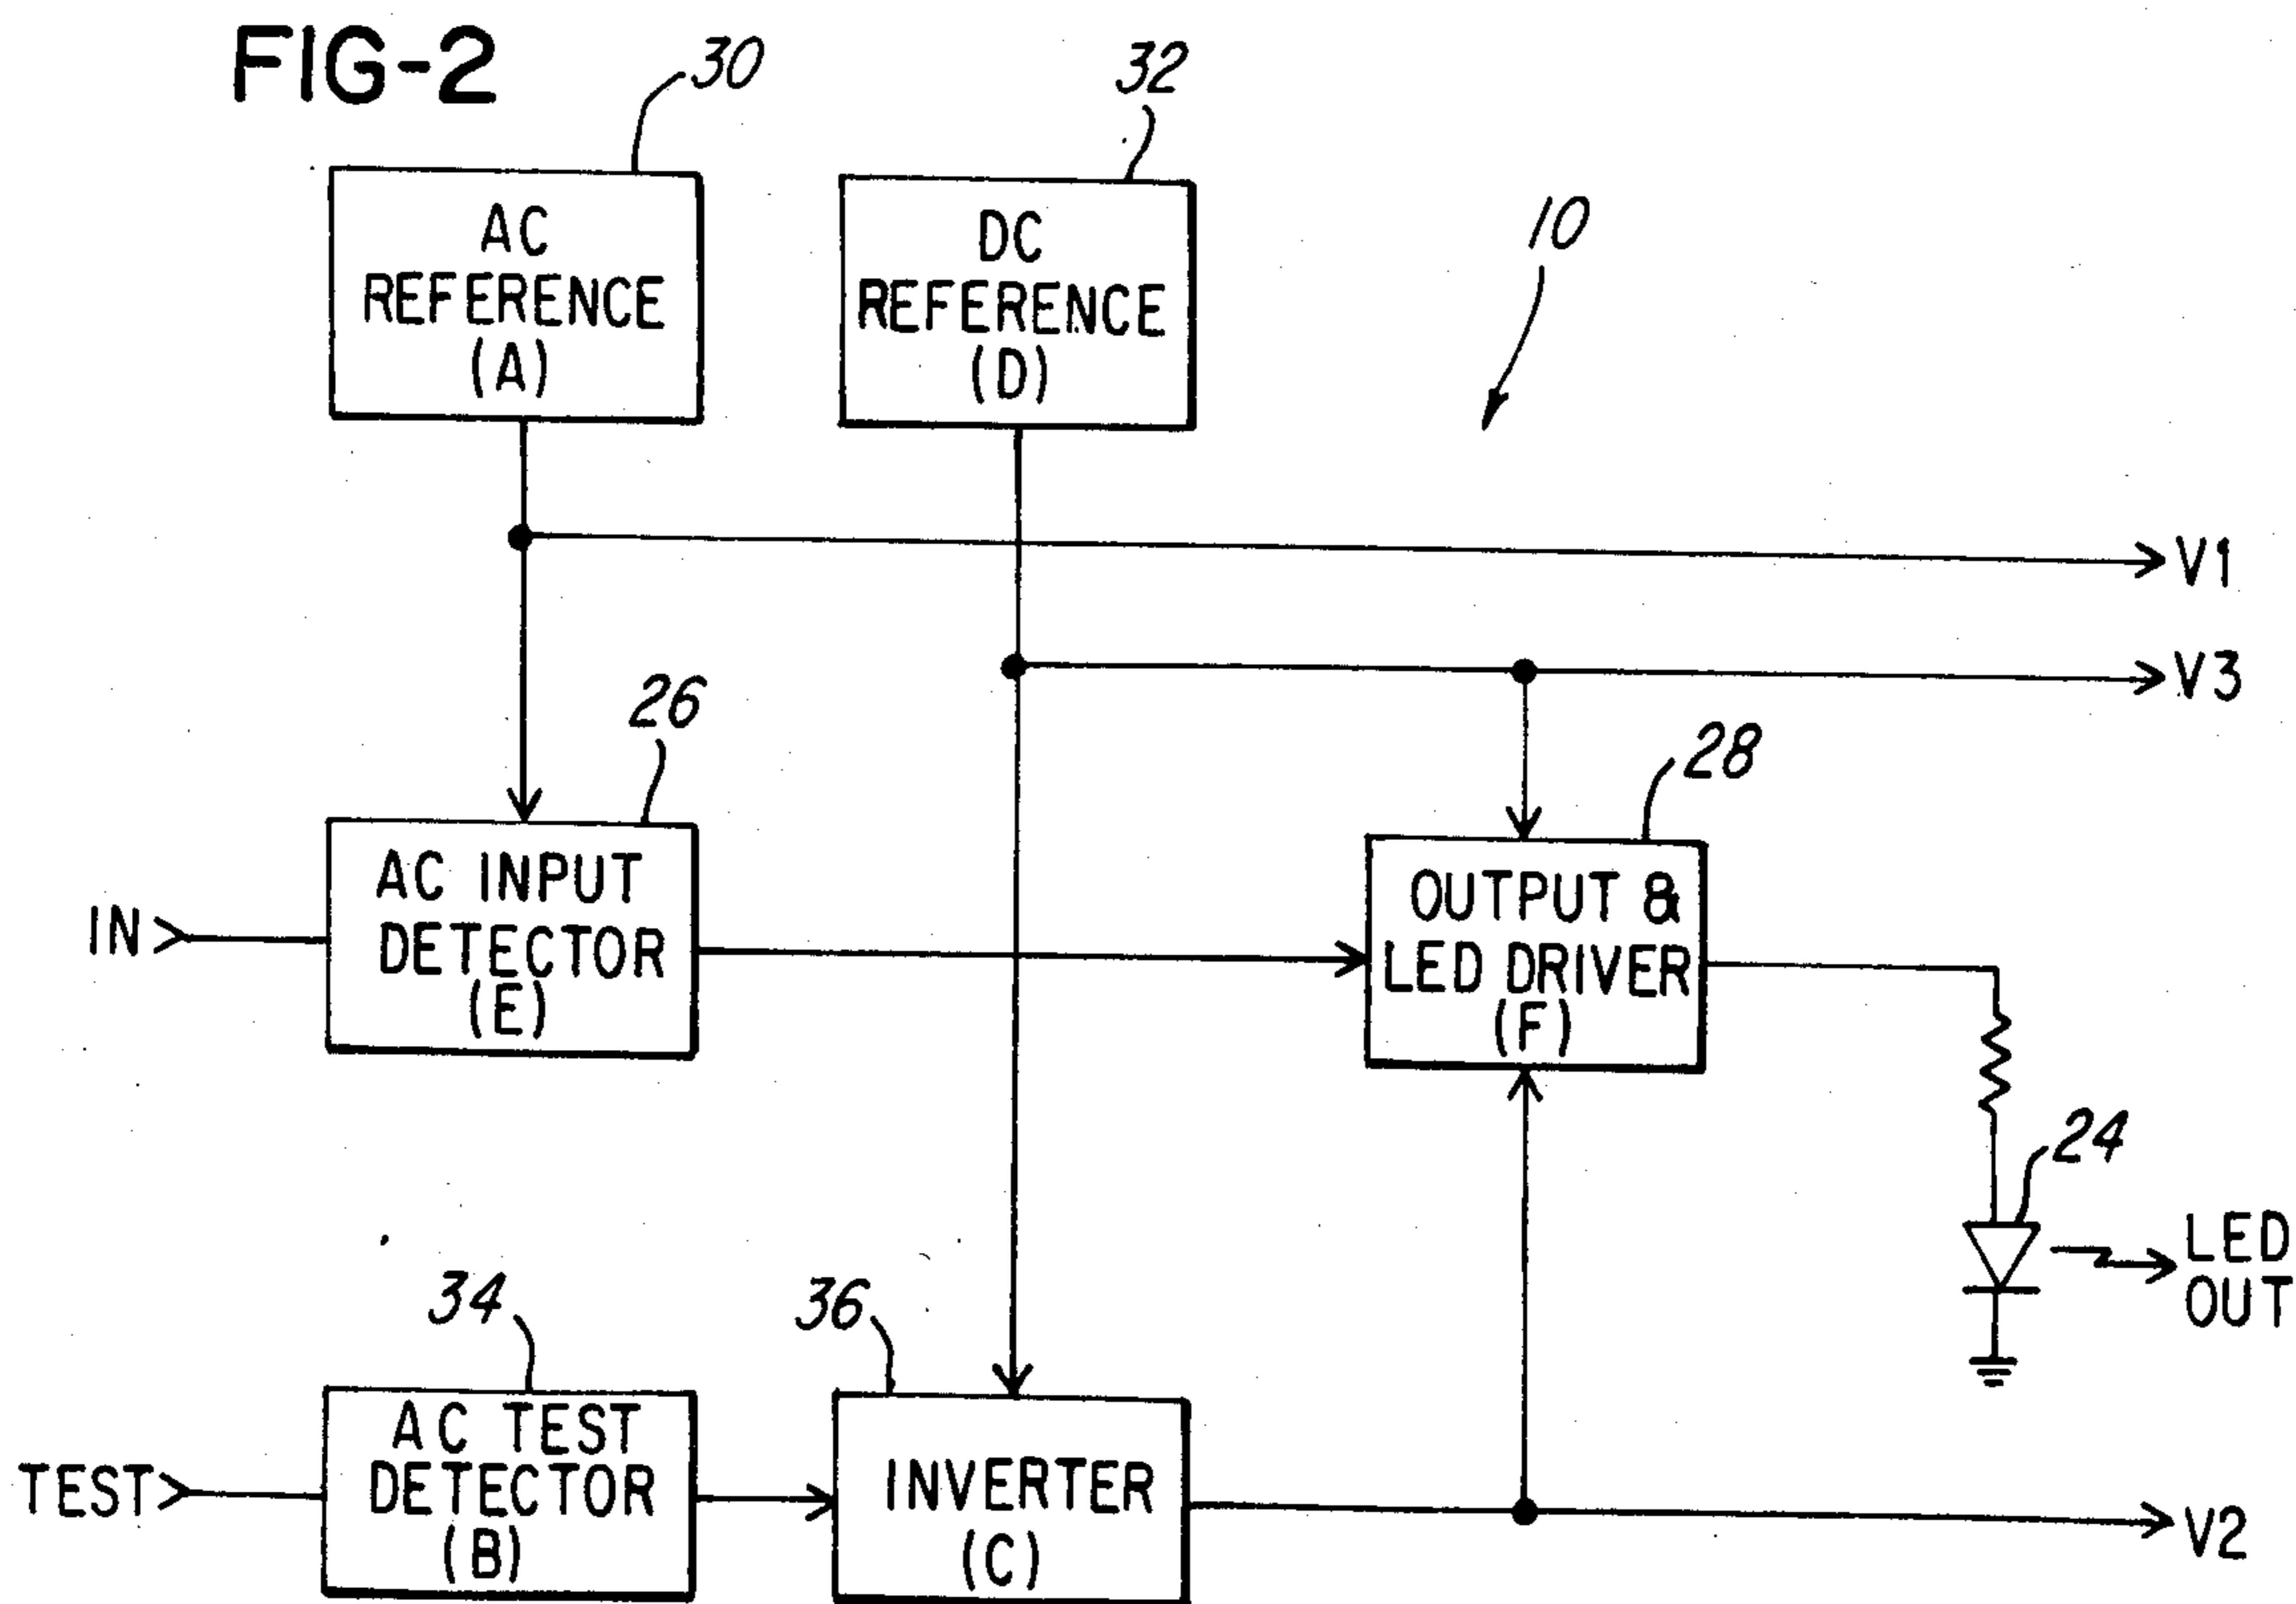 FIG-2
30
32
10
AC
REFERENCE
(A)
DC
REFERENCE
(D)
V1
V3
26
28
IN
AC INPUT
DETECTOR
(E)
OUTPUT &
LED DRIVER
(F)
24
LED
OUT
34
36
TEST
AC TEST
DETECTOR
(B)
INVERTER
(C)
V2